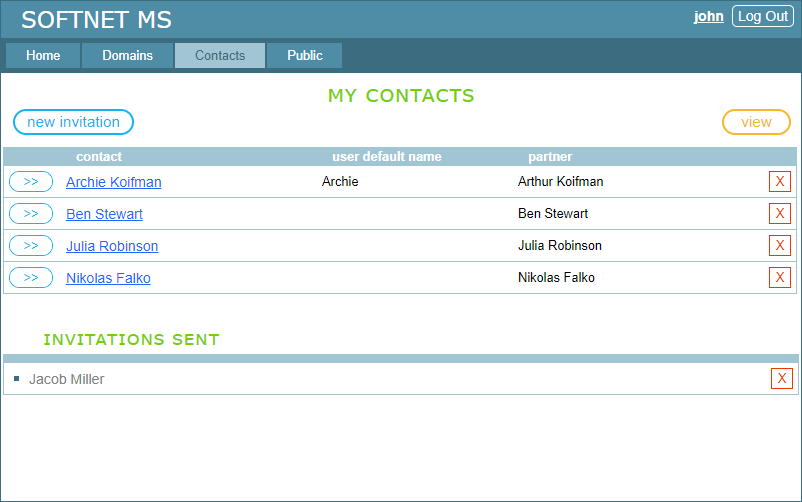 SOFTNET MS john Log Out
Home Domains Contacts Public
MY CONTACTS
new invitation view
contact user default name partner
>> Archie Koifman Archie Arthur Koifman X
>> Ben Stewart Ben Stewart X
>> Julia Robinson Julia Robinson X
>> Nikolas Falko Nikolas Falko X
INVITATIONS SENT
Jacob Miller X